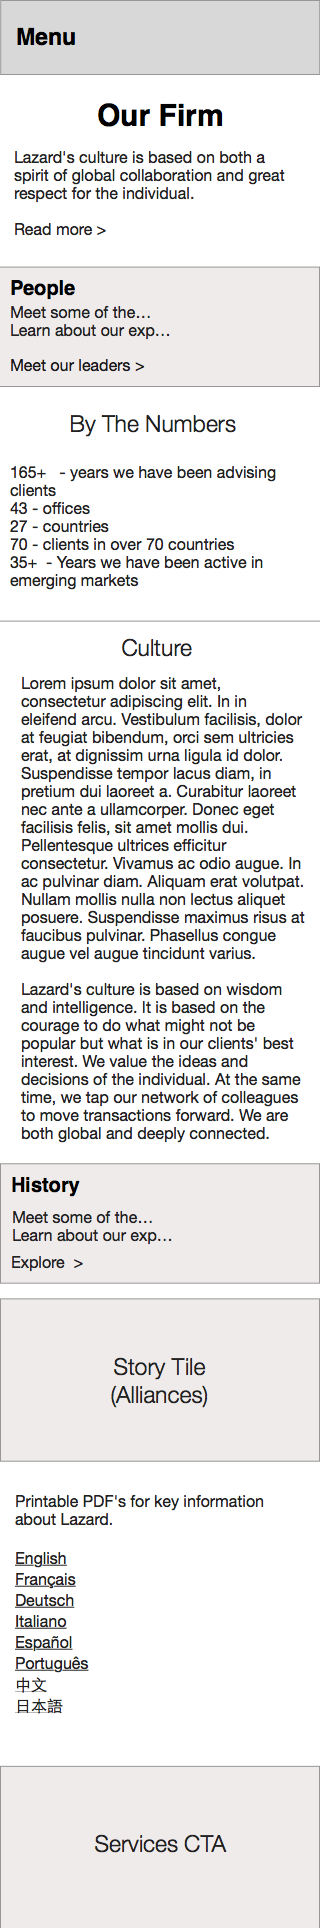 Menu
Our Firm
Lazard's culture is based on both a
spirit of global collaboration and great
respect for the individual.
Read more >
People
Meet some of the…
Learn about our exp…
Meet our leaders >
By The Numbers
165+   - years we have been advising
clients
43 - offices
27 - countries
70 - clients in over 70 countries
35+  - Years we have been active in
emerging markets
Culture
Lorem ipsum dolor sit amet,
consectetur adipiscing elit. In in
eleifend arcu. Vestibulum facilisis, dolor
at feugiat bibendum, orci sem ultricies
erat, at dignissim urna ligula id dolor.
Suspendisse tempor lacus diam, in
pretium dui laoreet a. Curabitur laoreet
nec ante a ullamcorper. Donec eget
facilisis felis, sit amet mollis dui.
Pellentesque ultrices efficitur
consectetur. Vivamus ac odio augue. In
ac pulvinar diam. Aliquam erat volutpat.
Nullam mollis nulla non lectus aliquet
posuere. Suspendisse maximus risus at
faucibus pulvinar. Phasellus congue
augue vel augue tincidunt varius.
Lazard's culture is based on wisdom
and intelligence. It is based on the
courage to do what might not be
popular but what is in our clients' best
interest. We value the ideas and
decisions of the individual. At the same
time, we tap our network of colleagues
to move transactions forward. We are
both global and deeply connected.
History
Meet some of the…
Learn about our exp…
Explore  >
Story Tile
(Alliances)
Printable PDF's for key information
about Lazard.
English
Français
Deutsch
Italiano
Español
Português
中文
日本語
Services CTA